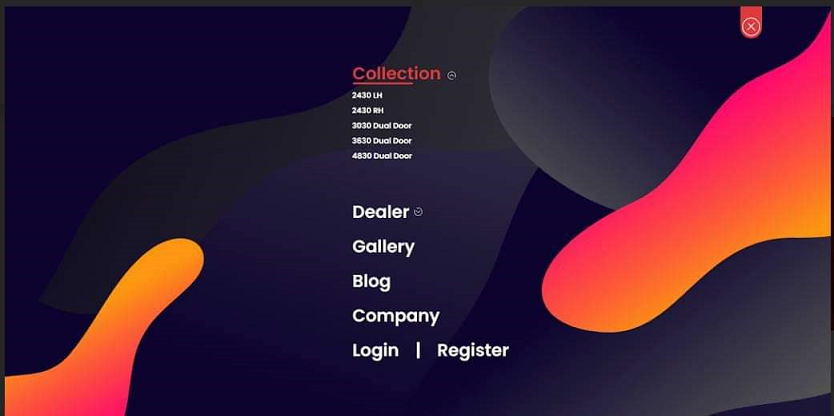 Collection
2430 LH
2430 RH
3030 Dual Door
3630 Dual Door
4830 Dual Door
Dealer
Gallery
Blog
Company
Login | Register